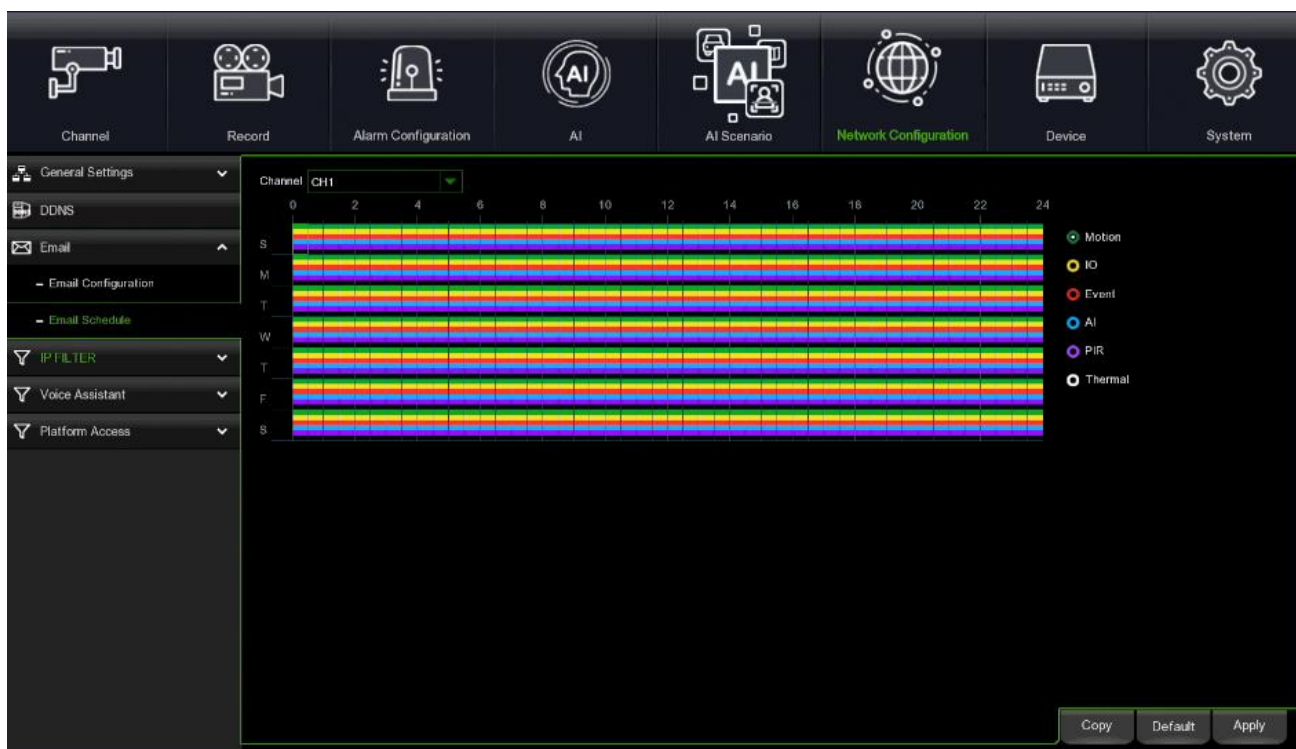 AI
AI
Channel Record Alarm Configuration AI AI Scenario Network Configuration Device System
General Settings
DDNS
Email
Email Configuration
Email Schedule
IP FILTER
Voice Assistant
Platform Access
Channel CH1
0 2 4 6 8 10 12 14 16 18 20 22 24
S
M
T
W
T
F
S
Motion
IO
Event
AI
PIR
Thermal
Copy Default Apply